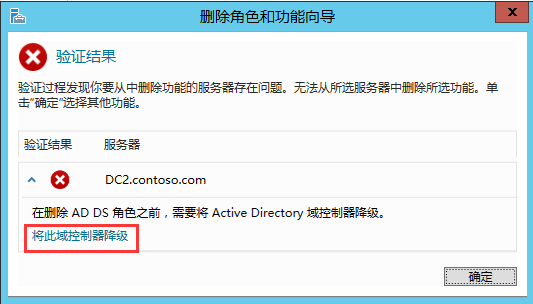 删除角色和功能向导
x
验证结果
验证过程发现你要从中删除功能的服务器存在问题。无法从所选服务器中删除所选功能。单
击"确定"选择其他功能。
验证结果 服务器
DC2.contoso.com
在删除 AD DS 角色之前，需要将 Active Directory 域控制器降级。
将此域控制器降级
确定